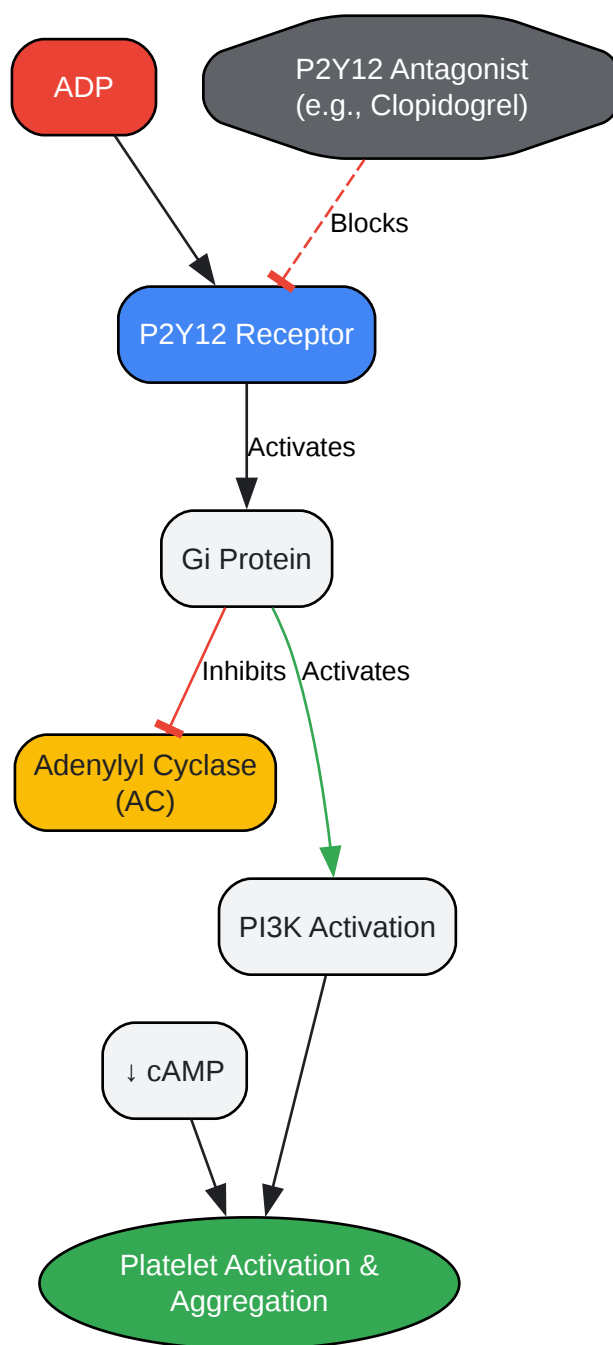 ADP
P2Y12 Antagonist
(e.g., Clopidogrel)
Blocks
P2Y12 Receptor
Activates
Gi Protein
Inhibits
Activates
Adenylyl Cyclase
(AC)
PI3K Activation
↓ cAMP
Platelet Activation &
Aggregation